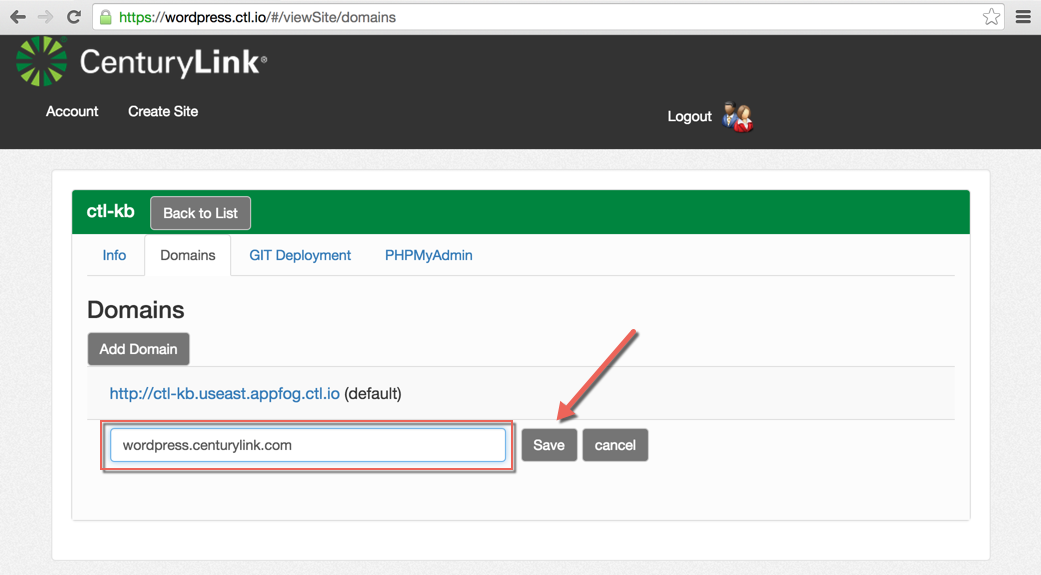 https://wordpress.ctl.io/#/viewSite/domains
CenturyLink®
Account Create Site Logout
ctl-kb Back to List
Info Domains GIT Deployment PHPMyAdmin
Domains
Add Domain
http://ctl-kb.useast.appfog.ctl.io (default)
wordpress.centurylink.com Save cancel